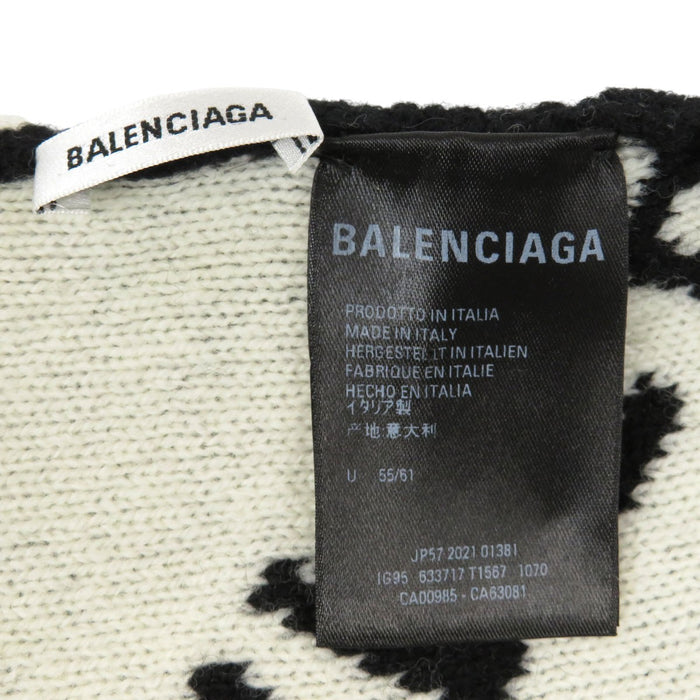 BALENCIAGA
BALENCIAGA
PRODOTTO IN ITALIA
MADE IN ITALY
HERGESTELLT IN ITALIEN
FABRIQUE EN ITALIE
HECHO EN ITALIA
イタリア製
产地意大利
U 55/61
JP57 2021 01381
IG95 633717 T1567 1070
CA00985 - CA63081